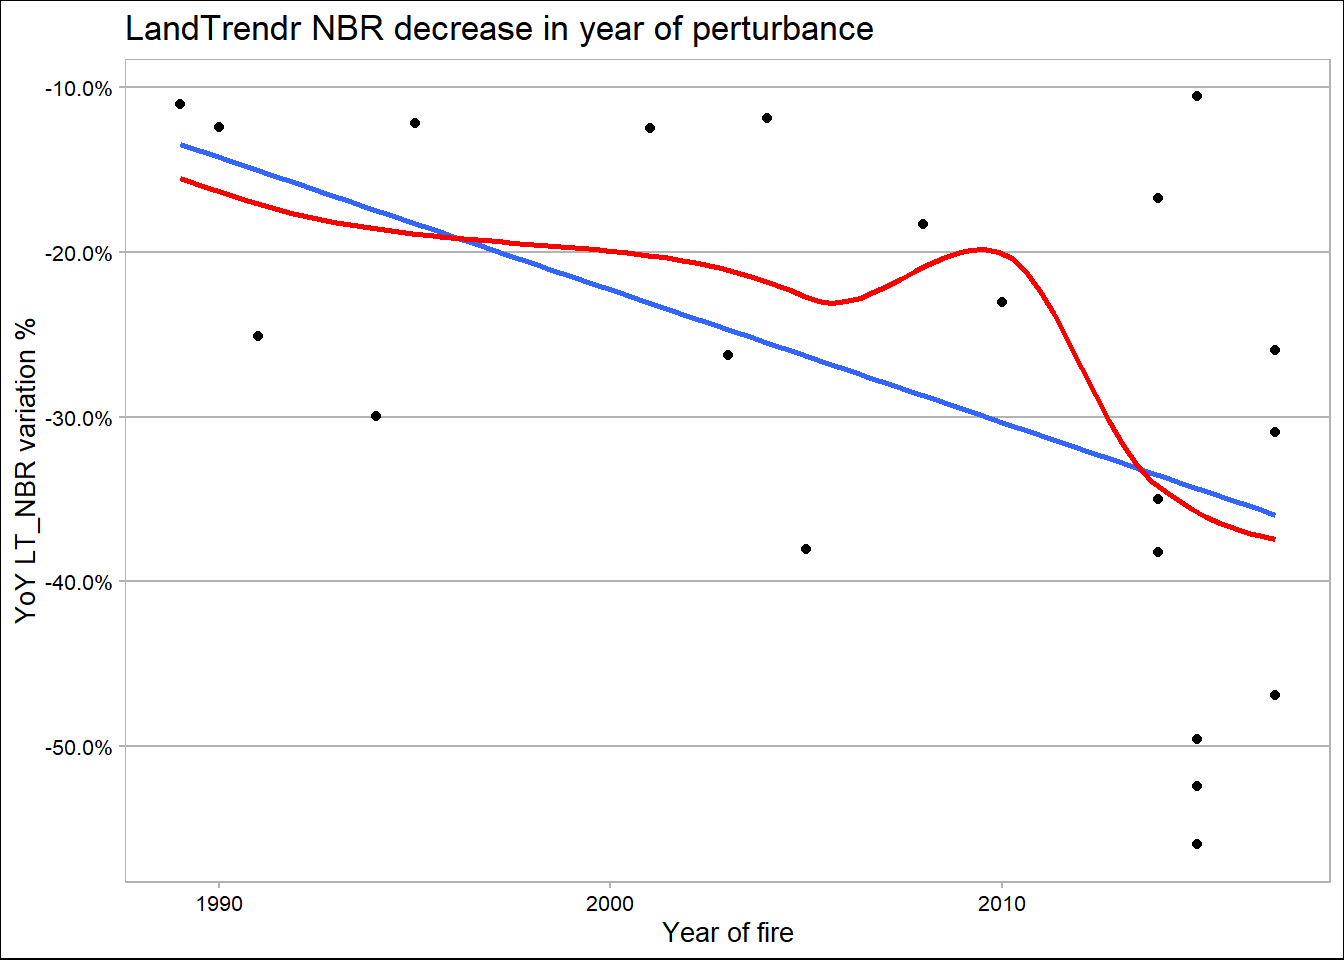 LandTrendr NBR decrease in year of perturbance
-10.0%
-20.0%
-30.0%
-40.0%
-50.0%
YoY LT_NBR variation %
1990 2000 2010
Year of fire